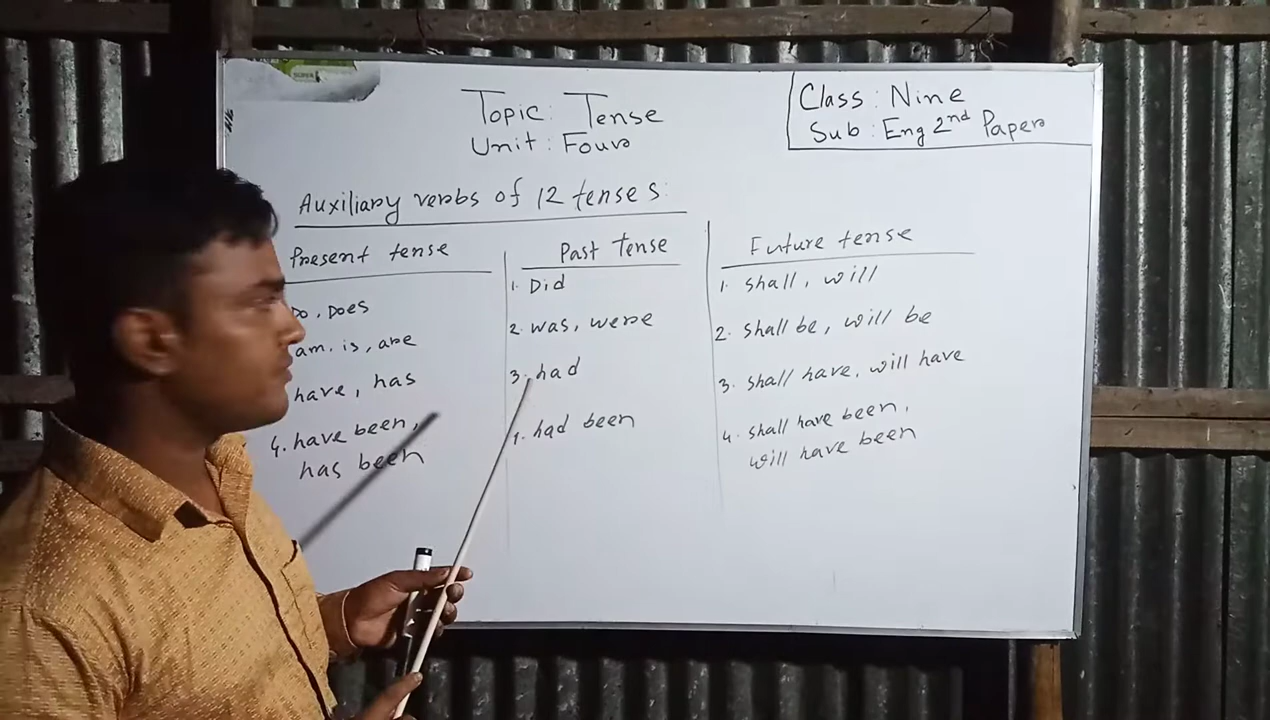 Topic: Tense
Unit: Four
Class: Nine
Sub: Eng 2nd Paper
Auxiliary verbs of 12 tenses:
Present tense
Do, Does
am. is, are
have, has
4. have been,
has been
Past Tense
1. Did
2. was, were
3. had
4. had been
Future tense
1. shall, will
2. shall be, will be
3. shall have, will have
4. shall have been,
will have been